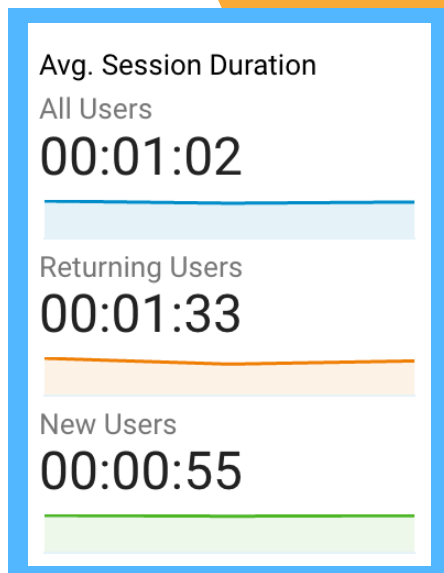 Avg. Session Duration
All Users
00:01:02
Returning Users
00:01:33
New Users
00:00:55